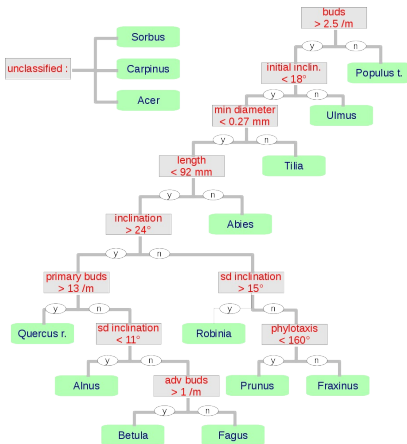 buds
> 2.5 /m
y
n
Sorbus
unclassified :
Carpinus
Acer
initial inclin.
< 18°
Populus t.
y
n
min diameter
< 0.27 mm
Ulmus
y
n
length
< 92 mm
Tilia
y
n
inclination
> 24°
Abies
y
n
primary buds
> 13 /m
sd inclination
> 15°
y
n
y
n
Quercus r.
sd inclination
< 11°
Robinia
phylotaxis
< 160°
y
n
y
n
Alnus
adv buds
> 1 /m
Prunus
Fraxinus
y
n
Betula
Fagus